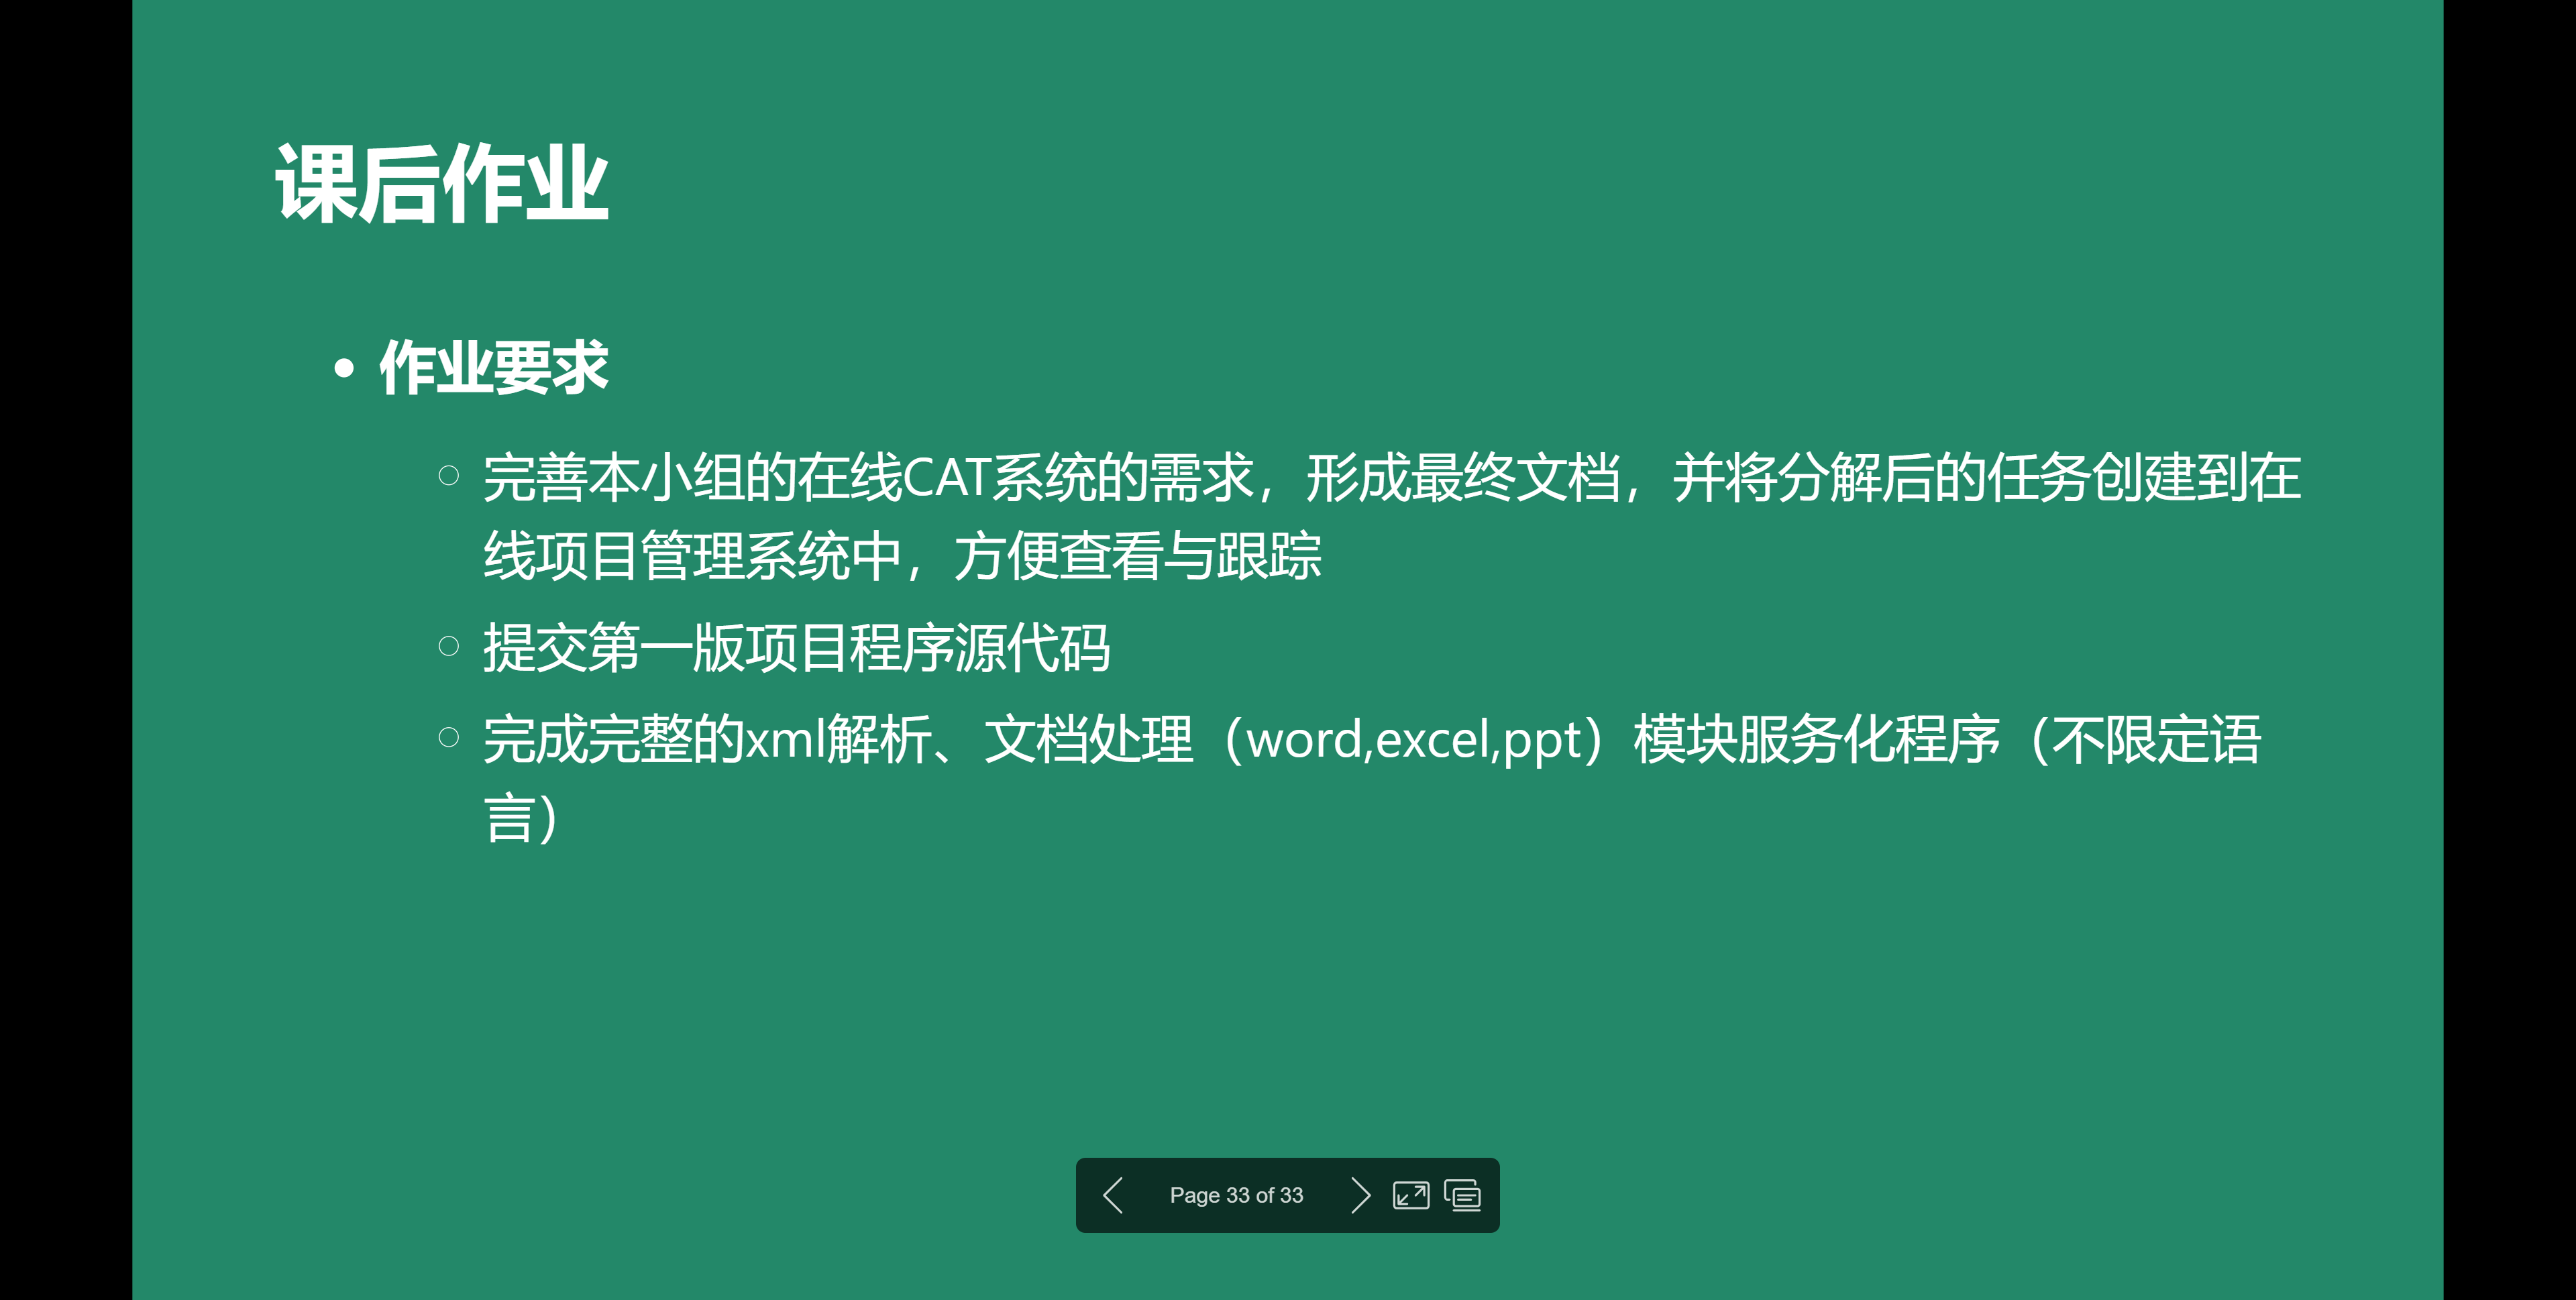 课后作业
• 作业要求
○ 完善本小组的在线CAT系统的需求，形成最终文档，并将分解后的任务创建到在
线项目管理系统中，方便查看与跟踪
○ 提交第一版项目程序源代码
○ 完成完整的xml解析、文档处理（word,excel,ppt）模块服务化程序（不限定语
言）
Page 33 of 33